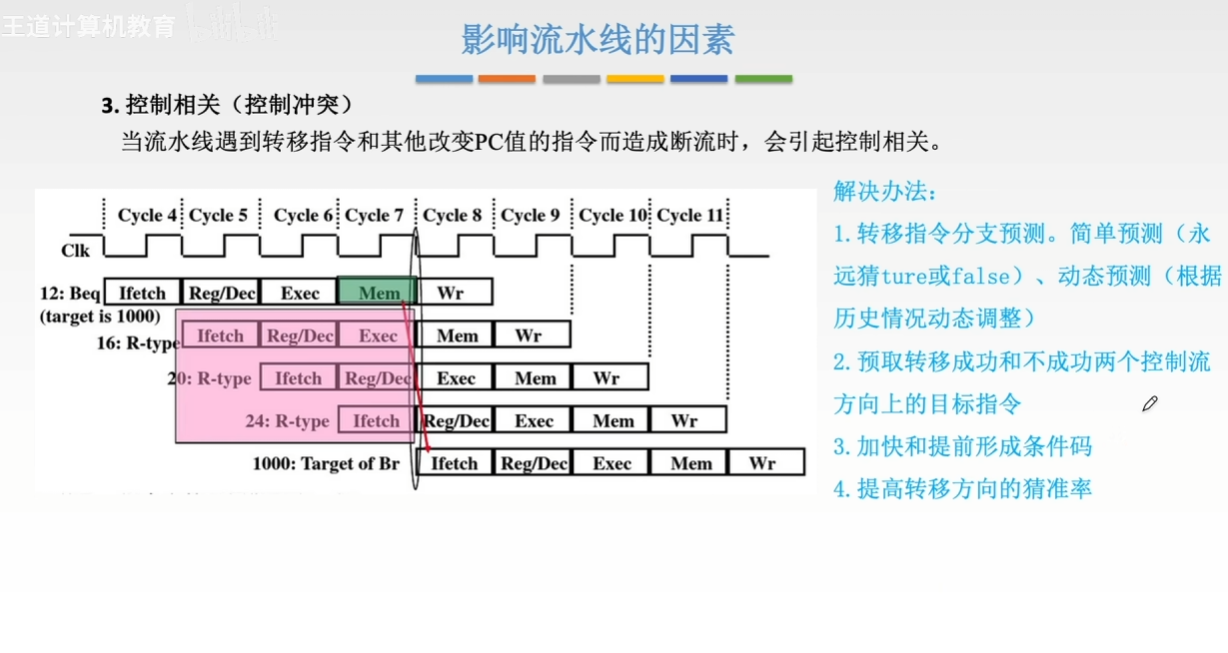 王道计算机教育
影响流水线的因素
3. 控制相关（控制冲突）
当流水线遇到转移指令和其他改变PC值的指令而造成断流时，会引起控制相关。
Cycle 4 Cycle 5 Cycle 6 Cycle 7 Cycle 8 Cycle 9 Cycle 10 Cycle 11
Clk
12: Beq Ifetch Reg/Dec Exec Mem Wr
(target is 1000)
16: R-type Ifetch Reg/Dec Exec Mem Wr
20: R-type Ifetch Reg/Dec Exec Mem Wr
24: R-type Ifetch Reg/Dec Exec Mem Wr
1000: Target of Br Ifetch Reg/Dec Exec Mem Wr
解决办法：
1.转移指令分支预测。简单预测（永
远猜ture或false）、动态预测（根据
历史情况动态调整）
2.预取转移成功和不成功两个控制流
方向上的目标指令
3.加快和提前形成条件码
4.提高转移方向的猜准率